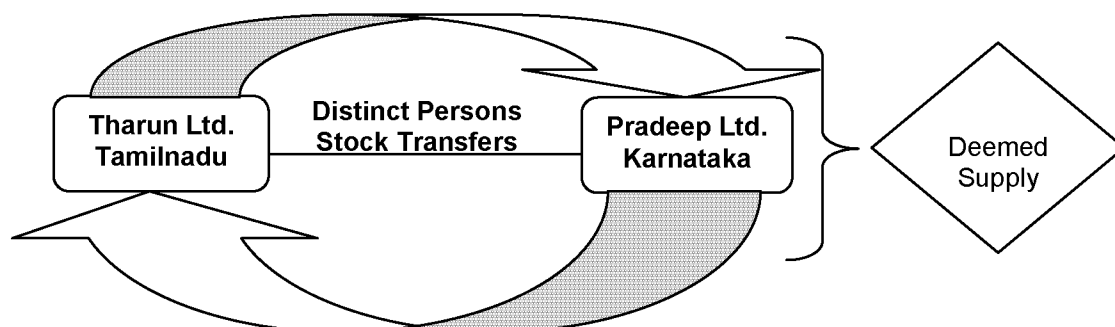 Tharun Ltd.
Tamilnadu
Distinct Persons
Stock Transfers
Pradeep Ltd.
Karnataka
Deemed
Supply